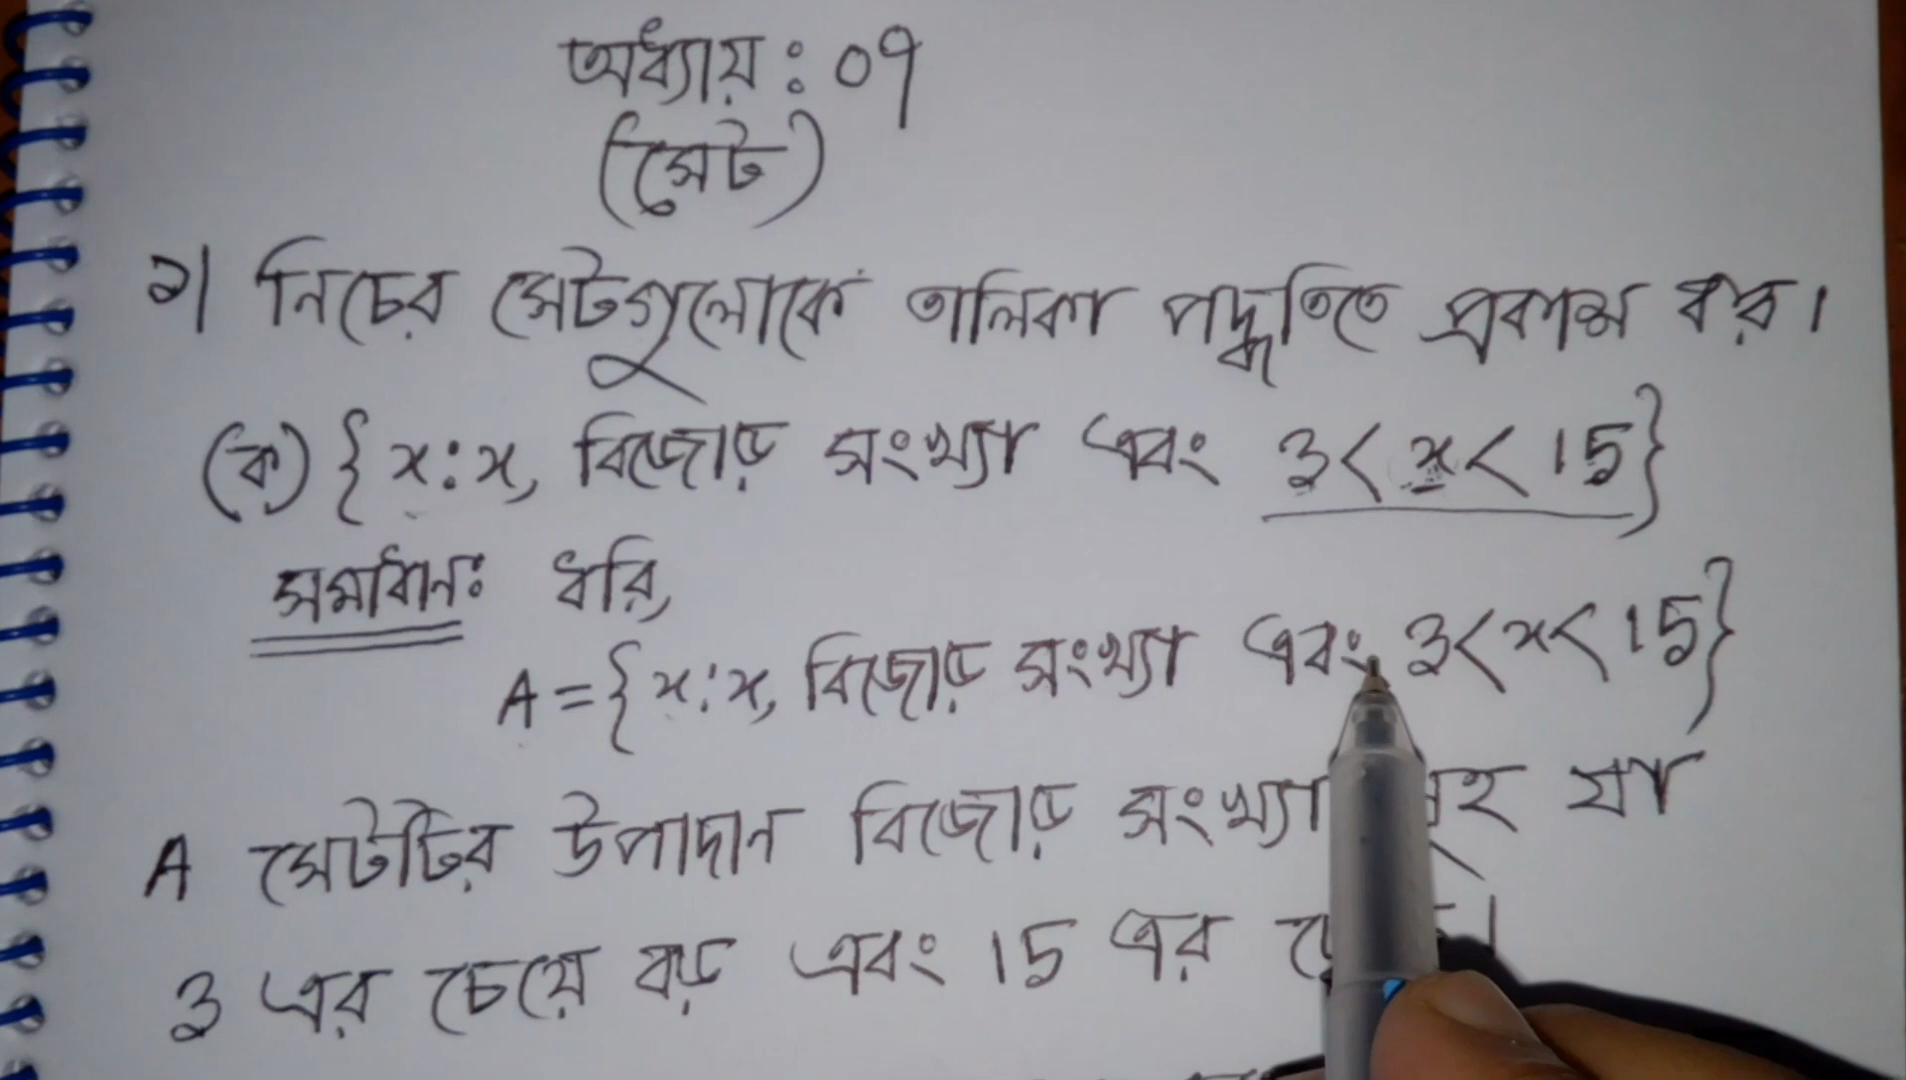 অধ্যায় : ০৭
(সেট)
১। নিচের সেটগুলোকে তালিকা পদ্ধতিতে প্রকাশ কর।
(ক) {x : x, বিজোড় সংখ্যা এবং 3 < x < 15}
সমাধানঃ ধরি,
A = {x : x, বিজোড় সংখ্যা এবং 3 < x < 15}
A সেটটির উপাদান বিজোড় সংখ্যা যা
3 এর চেয়ে বড় এবং 15 এর